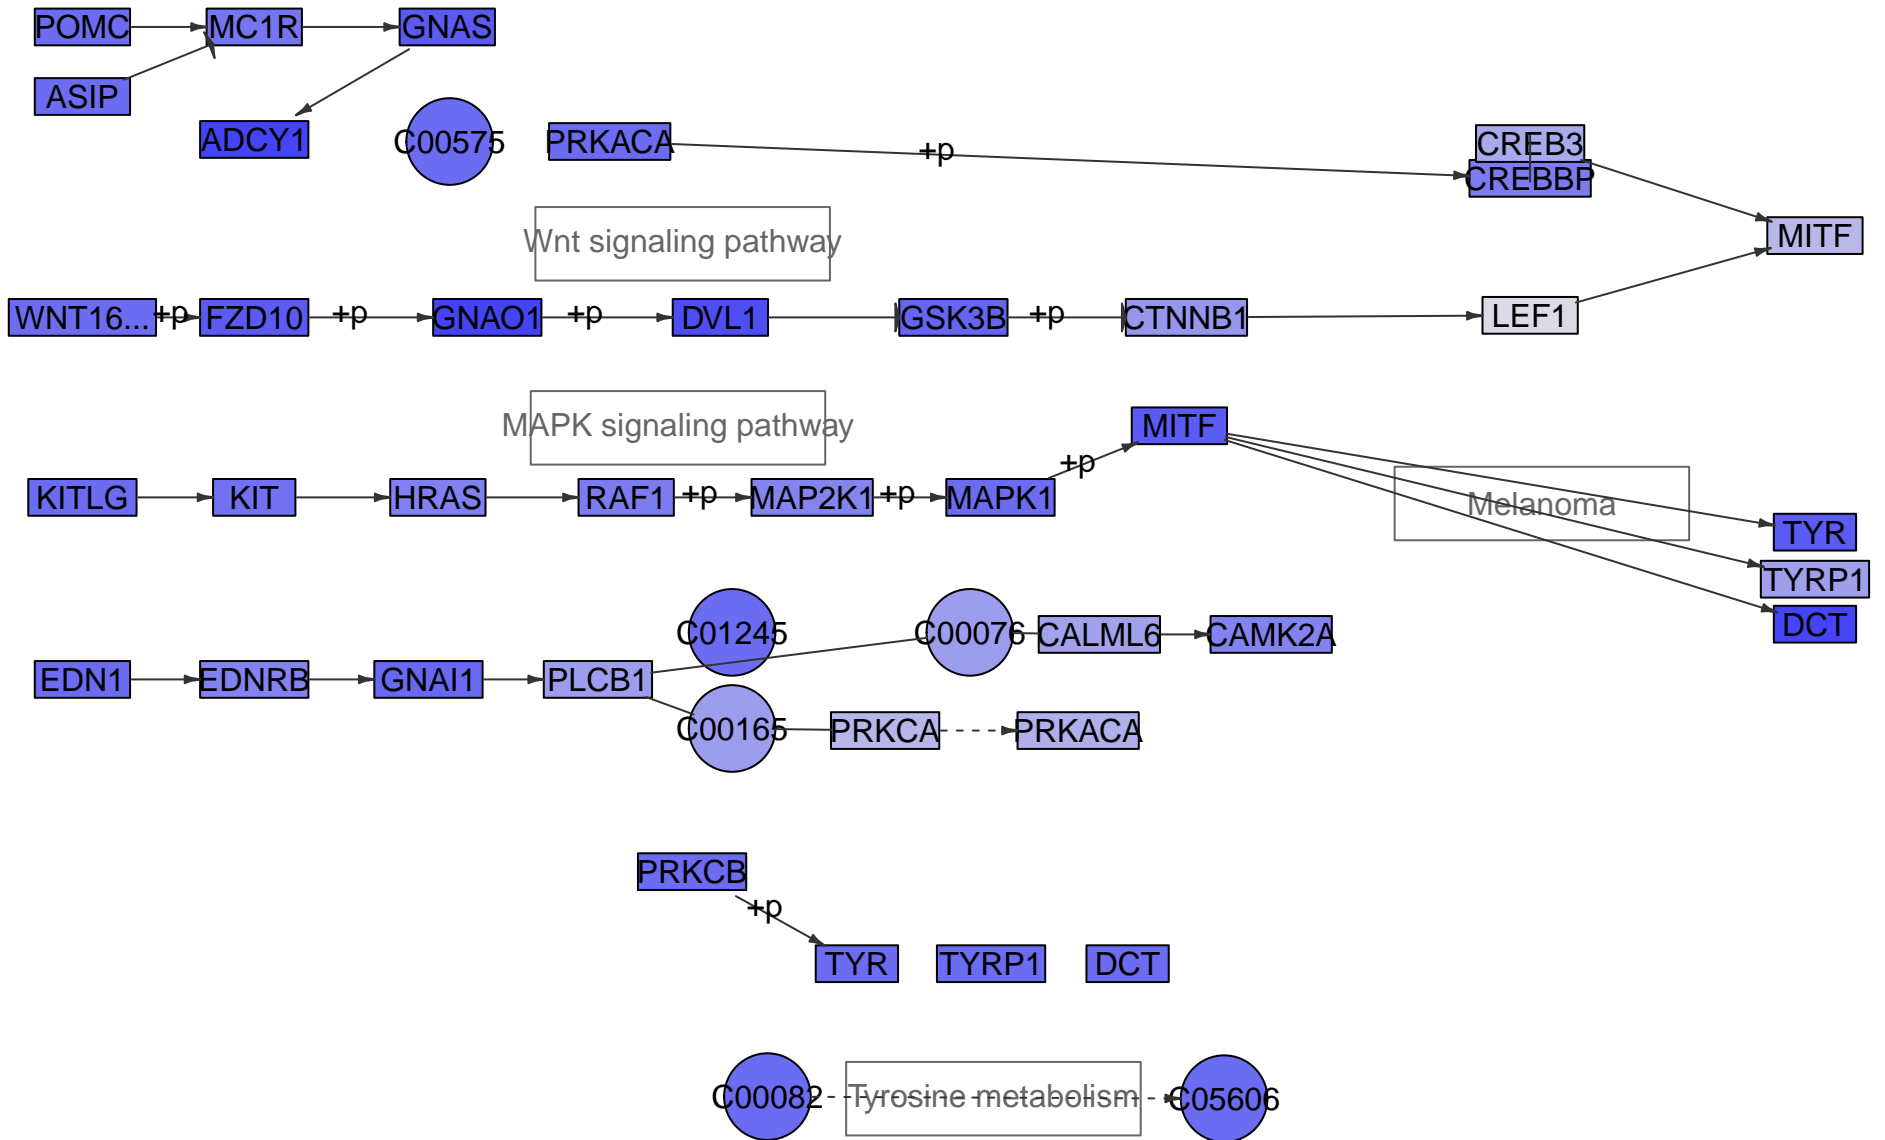 POMC
MC1R
GNAS
ASIP
ADCY1
C00575
PRKACA
+p
CREB3
CREBBP
Wnt signaling pathway
MITF
WNT16...
+p
FZD10
+p
GNAO1
+p
DVL1
GSK3B
+p
CTNNB1
LEF1
MAPK signaling pathway
MITF
+p
KITLG
KIT
HRAS
RAF1
+p
MAP2K1
+p
MAPK1
Melanoma
TYR
TYRP1
DCT
C01245
C00076
CALML6
CAMK2A
EDN1
EDNRB
GNAI1
PLCB1
C00165
PRKCA
PRKACA
PRKCB
+p
TYR
TYRP1
DCT
C00082
Tyrosine metabolism
C05606